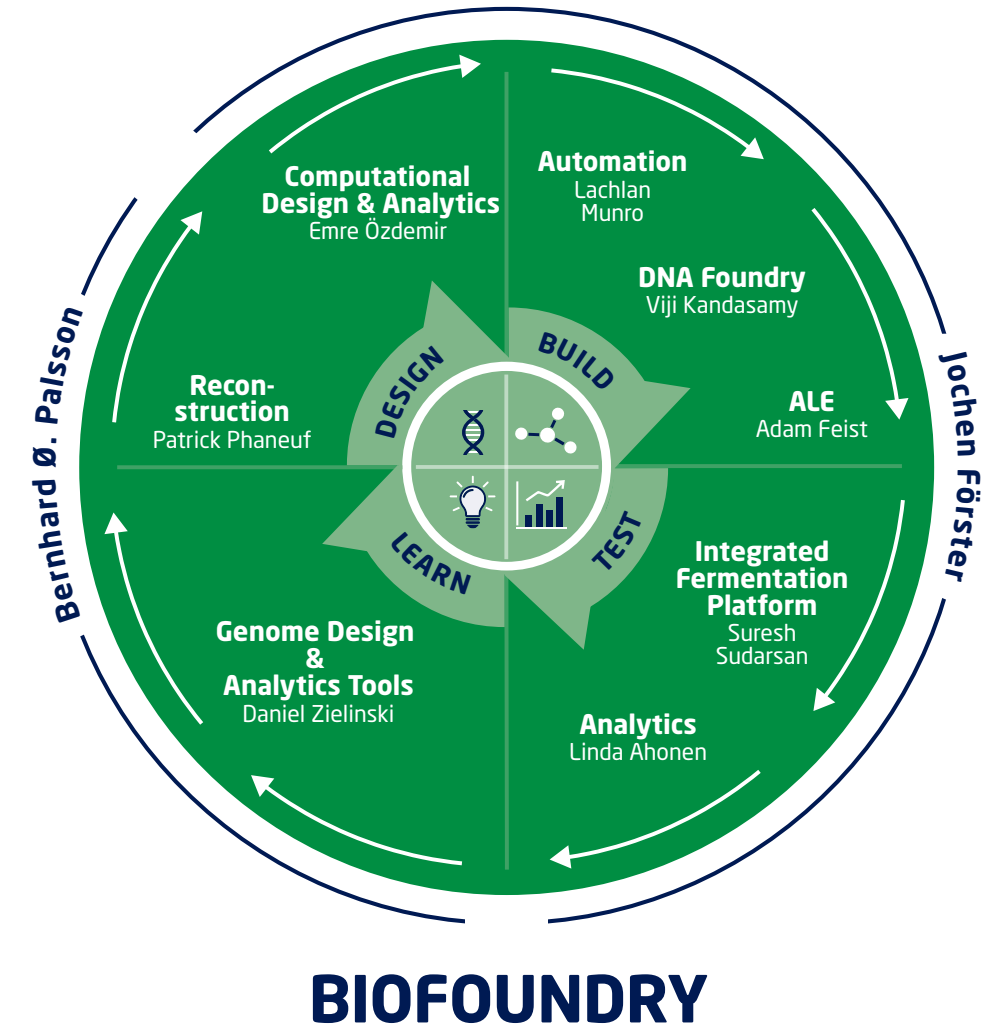 Computational
Design & Analytics
Emre Özdemir
Automation
Lachlan
Munro
DNA Foundry
Viji Kandasamy
ALE
Adam Feist
Recon-
struction
Patrick Phaneuf
DESIGN
BUILD
TEST
LEARN
Bernhard Ø. Palsson
Jochen Förster
Integrated
Fermentation
Platform
Suresh
Sudarsan
Analytics
Linda Ahonen
Genome Design
&
Analytics Tools
Daniel Zielinski
BIOFOUNDRY